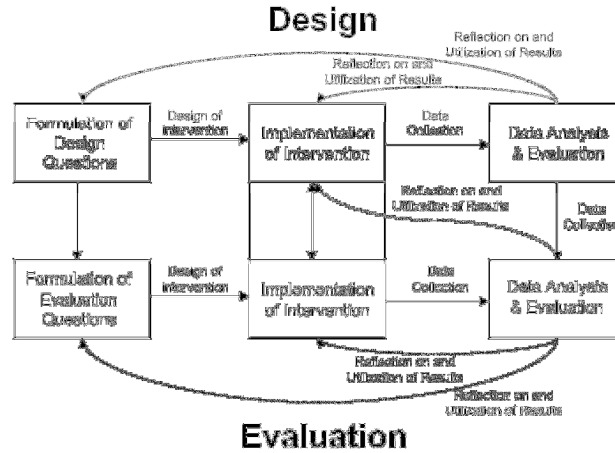 Design
Reflection on and
Utilization of Results
Reflection on and
Utilization of Results
Formulation of
Design
Questions
Design of
Intervention
Implementation
of Intervention
Data
Collection
Data Analysis
& Evaluation
Reflection on and
Utilization of Results
Data
Collection
Formulation of
Evaluation
Questions
Design of
Intervention
Implementation
of Intervention
Data
Collection
Data Analysis
& Evaluation
Reflection on and
Utilization of Results
Reflection on and
Utilization of Results
Evaluation